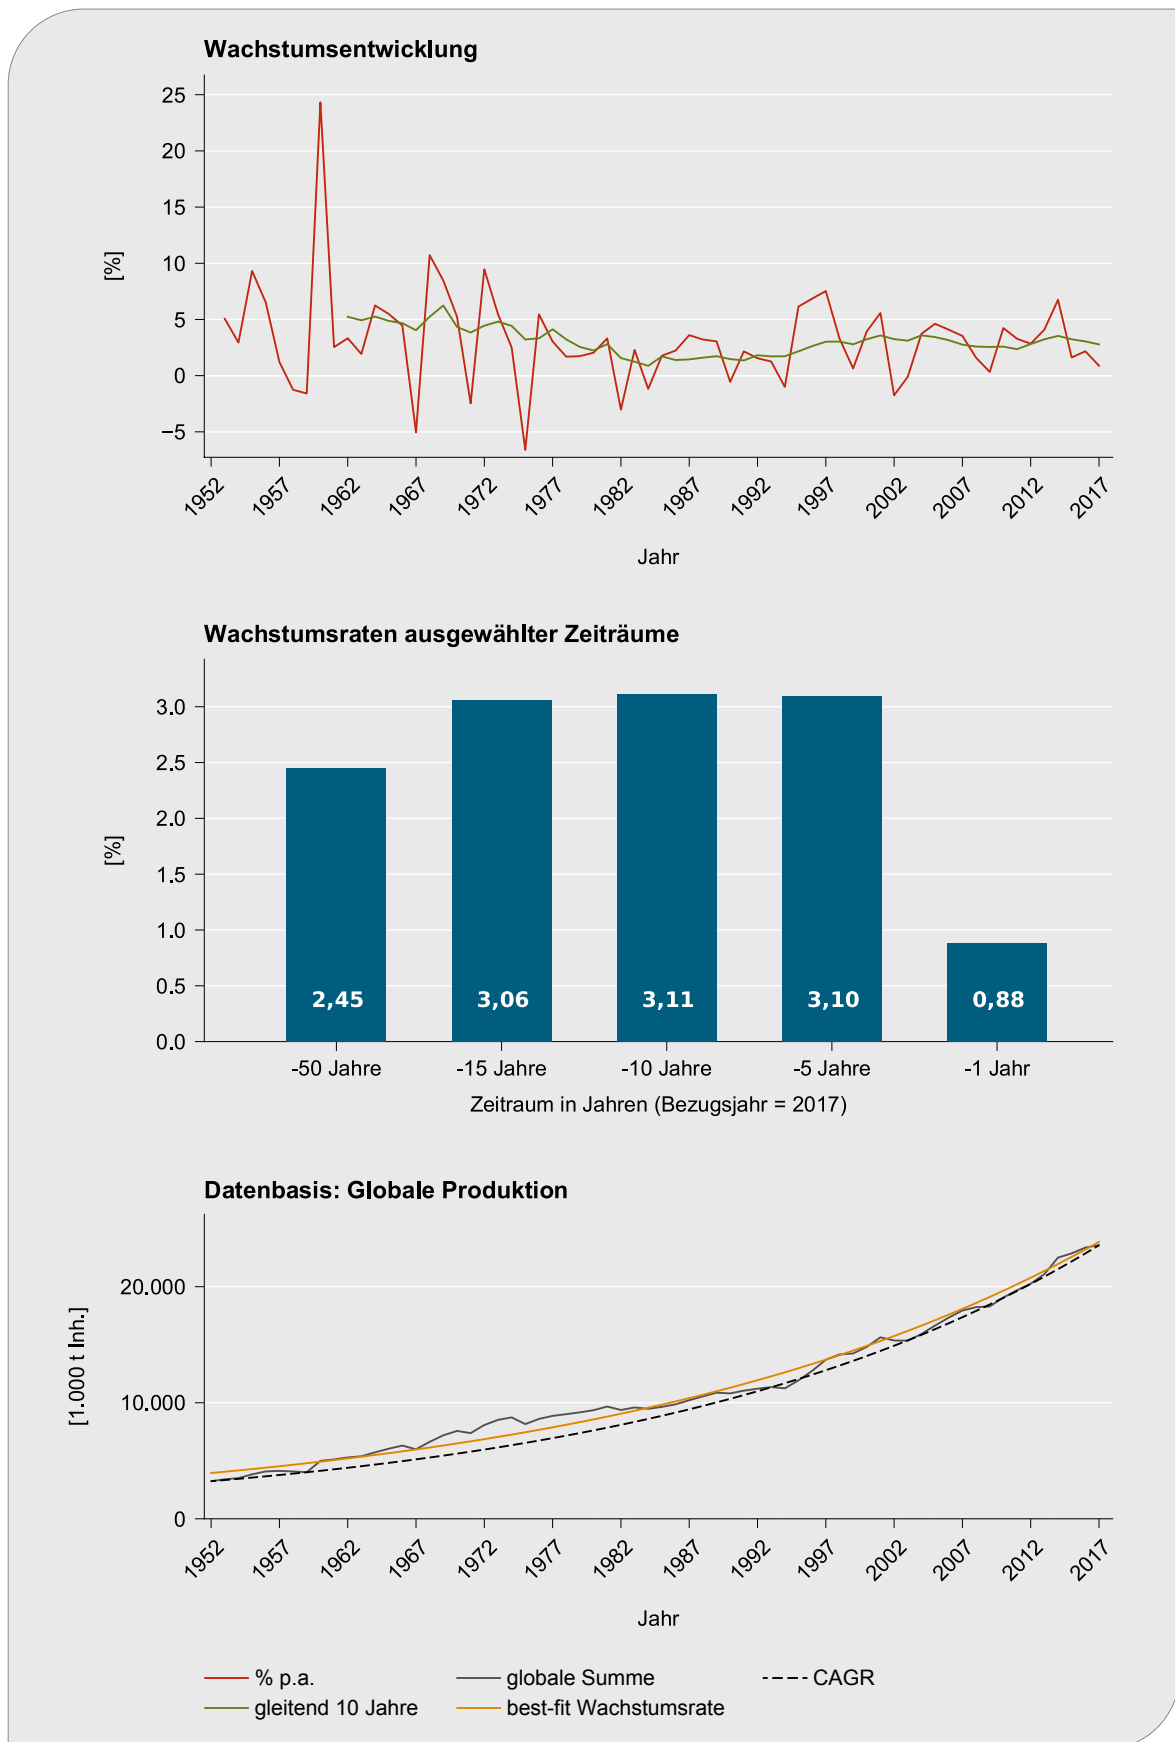 Wachstumsentwicklung
25
20
15
10
5
0
−5
[%]
1952 1957 1962 1967 1972 1977 1982 1987 1992 1997 2002 2007 2012 2017
Jahr
Wachstumsraten ausgewählter Zeiträume
3.0
2.5
2.0
1.5
1.0
0.5
0.0
[%]
2,45 3,06 3,11 3,10 0,88
-50 Jahre -15 Jahre -10 Jahre -5 Jahre -1 Jahr
Zeitraum in Jahren (Bezugsjahr = 2017)
Datenbasis: Globale Produktion
20.000
10.000
0
[1.000 t Inh.]
1952 1957 1962 1967 1972 1977 1982 1987 1992 1997 2002 2007 2012 2017
Jahr
% p.a. globale Summe CAGR
gleitend 10 Jahre best-fit Wachstumsrate